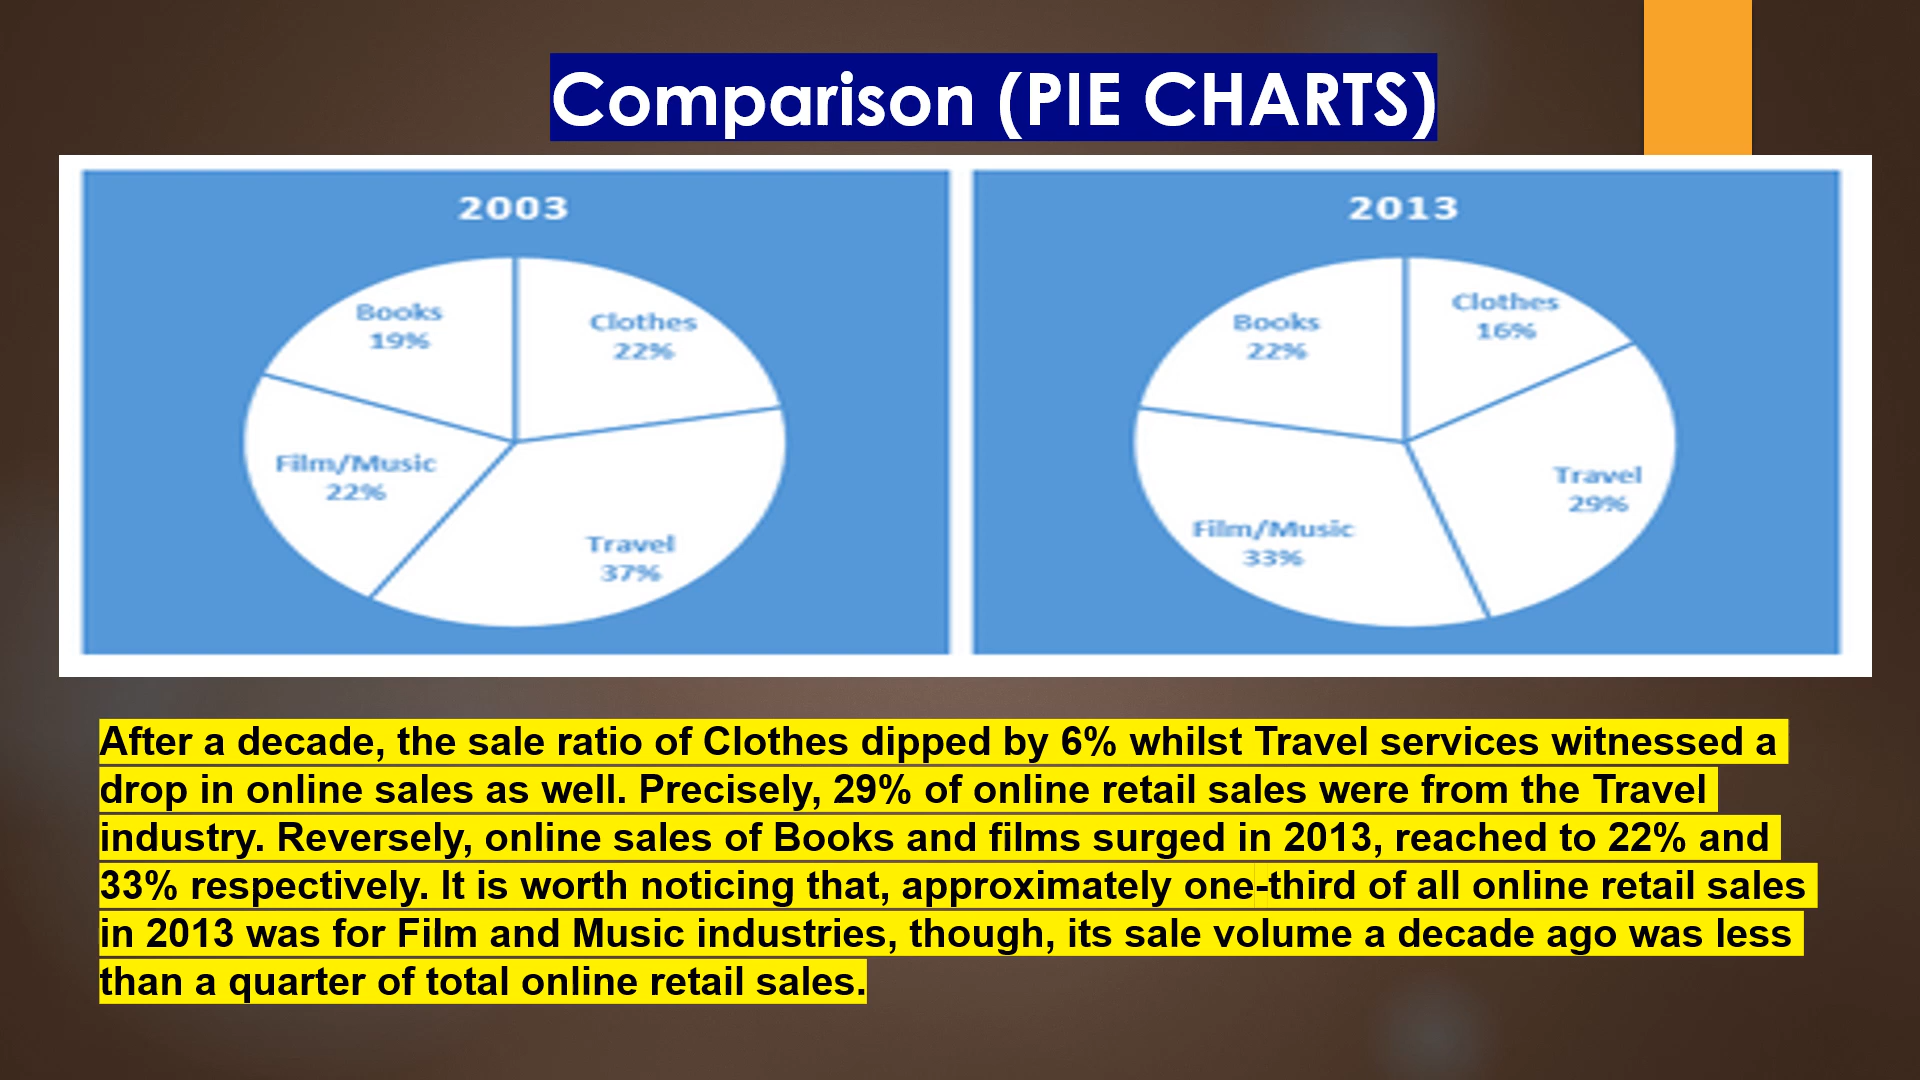 Comparison (PIE CHARTS)
2003
Books
19%
Clothes
22%
Film/Music
22%
Travel
37%
2013
Books
22%
Clothes
16%
Travel
29%
Film/Music
33%
After a decade, the sale ratio of Clothes dipped by 6% whilst Travel services witnessed a
drop in online sales as well. Precisely, 29% of online retail sales were from the Travel
industry. Reversely, online sales of Books and films surged in 2013, reached to 22% and
33% respectively. It is worth noticing that, approximately one-third of all online retail sales
in 2013 was for Film and Music industries, though, its sale volume a decade ago was less
than a quarter of total online retail sales.